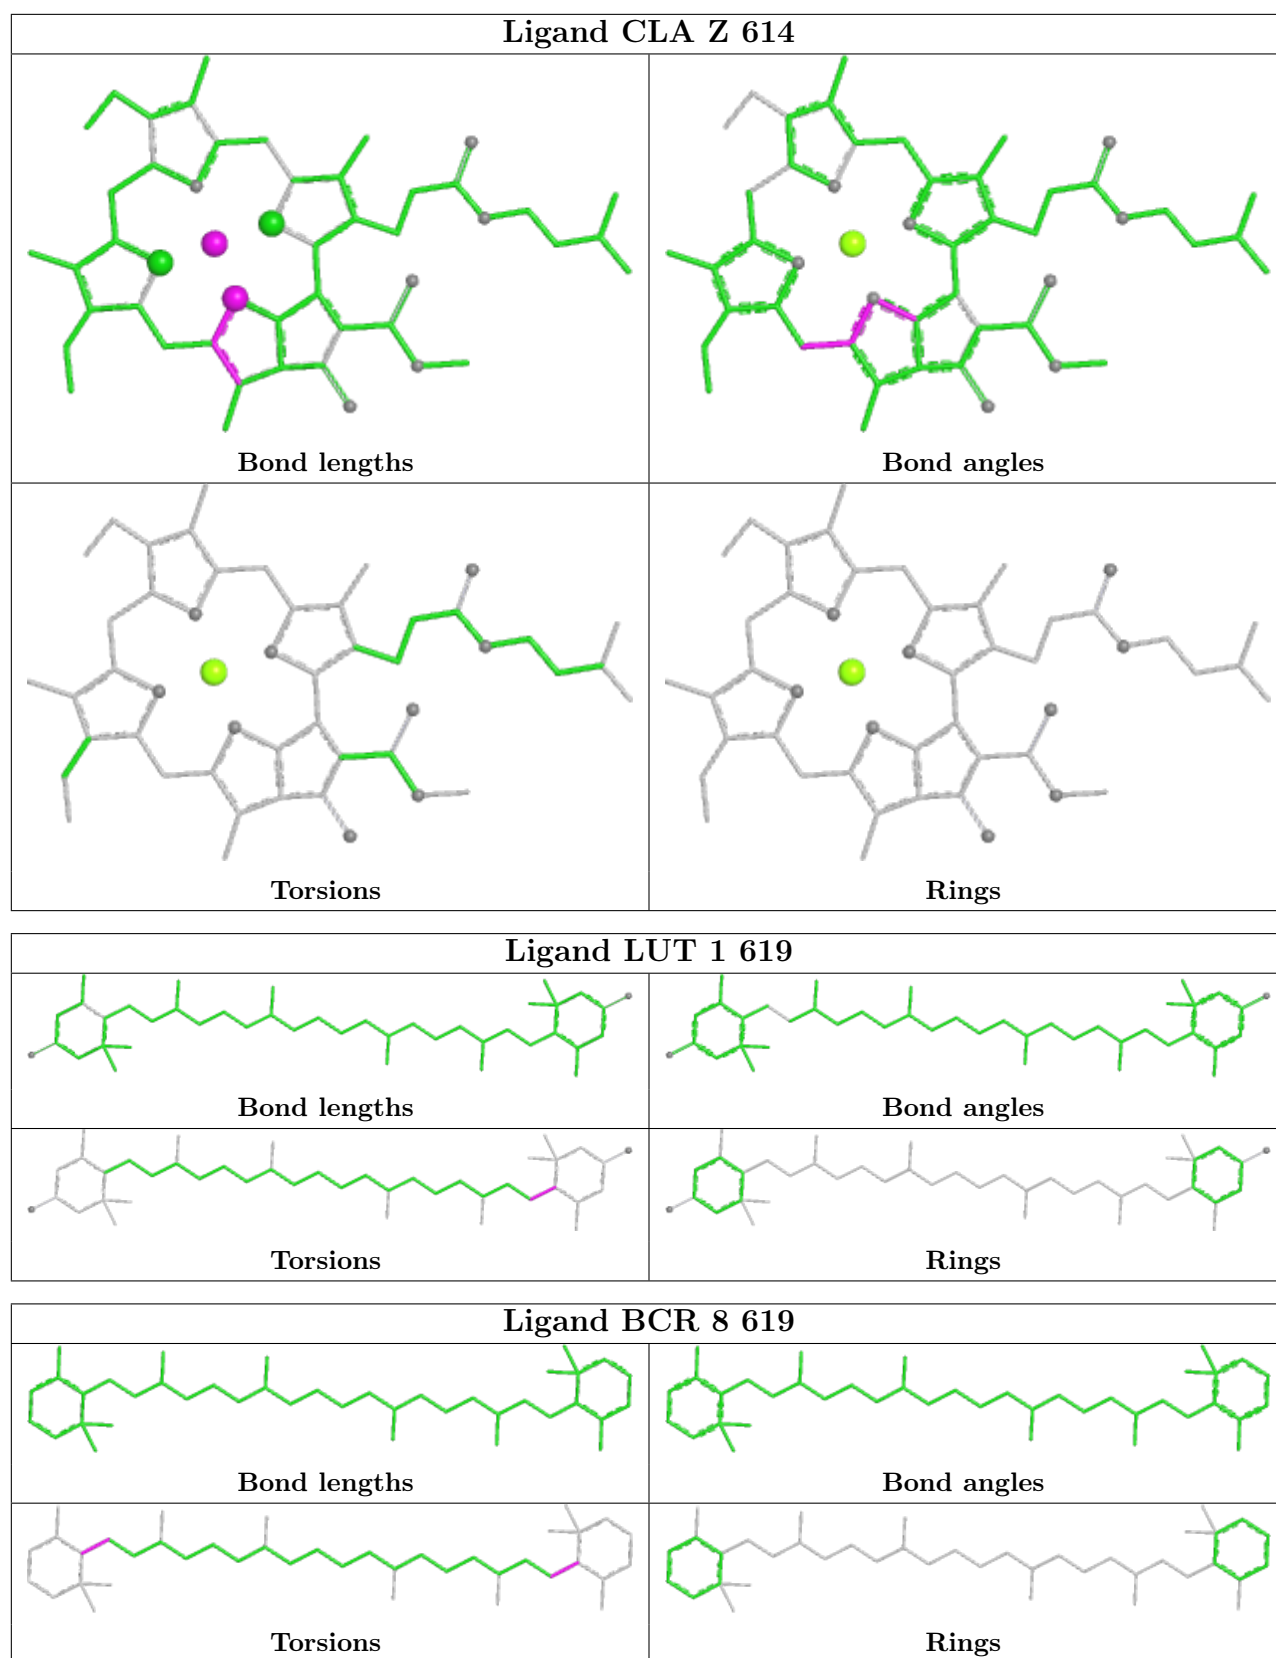 Ligand CLA Z 614
Bond lengths
Bond angles
Torsions
Rings
Ligand LUT 1 619
Bond lengths
Bond angles
Torsions
Rings
Ligand BCR 8 619
Bond lengths
Bond angles
Torsions
Rings